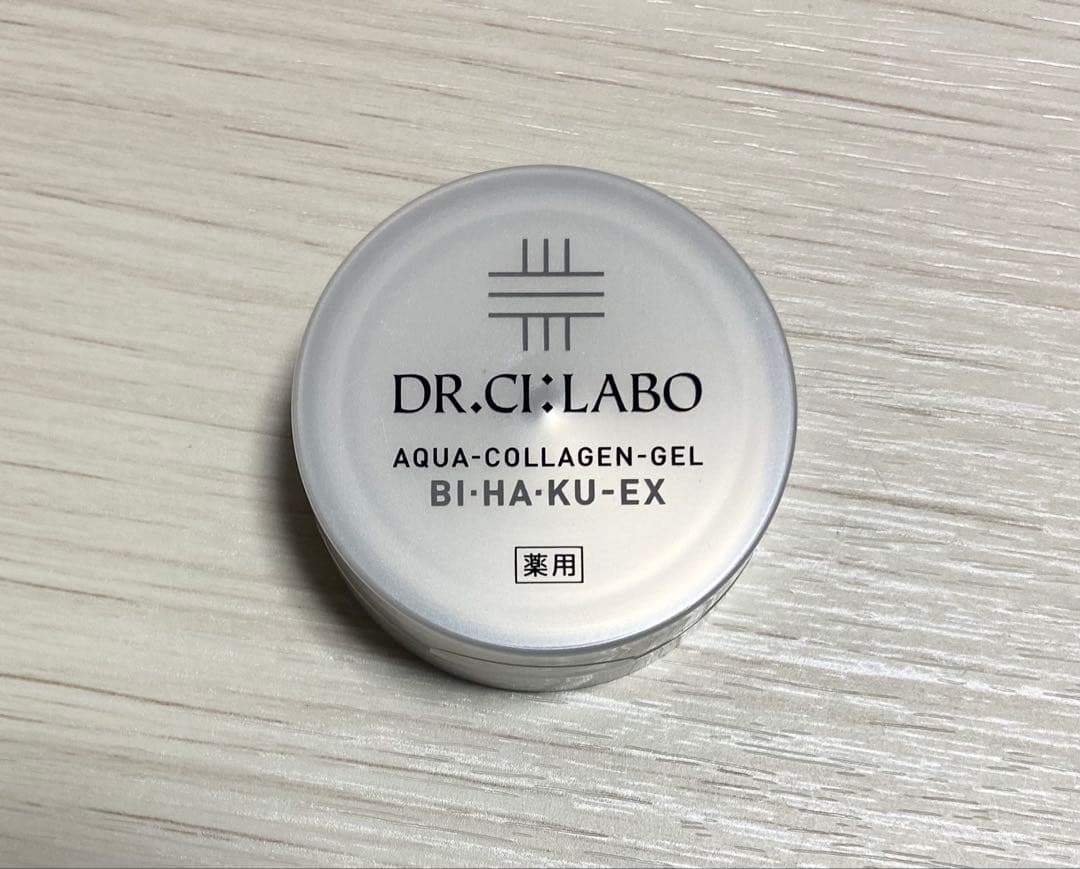 DR.CI:LABO
AQUA-COLLAGEN-GEL
BI·HA·KU-EX
薬用